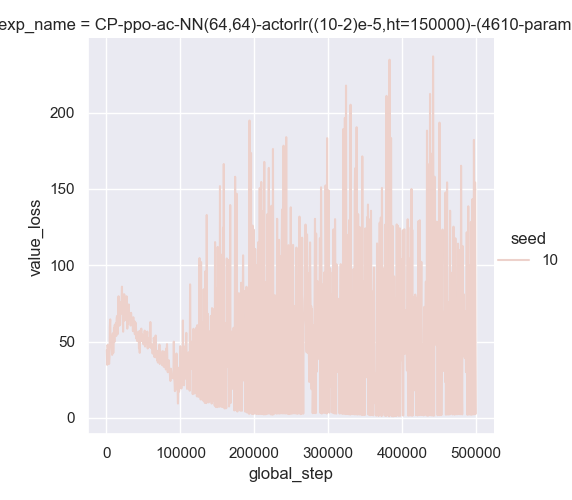 exp_name = CP-ppo-ac-NN(64,64)-actorlr((10-2)e-5,ht=150000)-(4610-param
200
150
100
50
0
value_loss
seed
10
0 100000 200000 300000 400000 500000
global_step